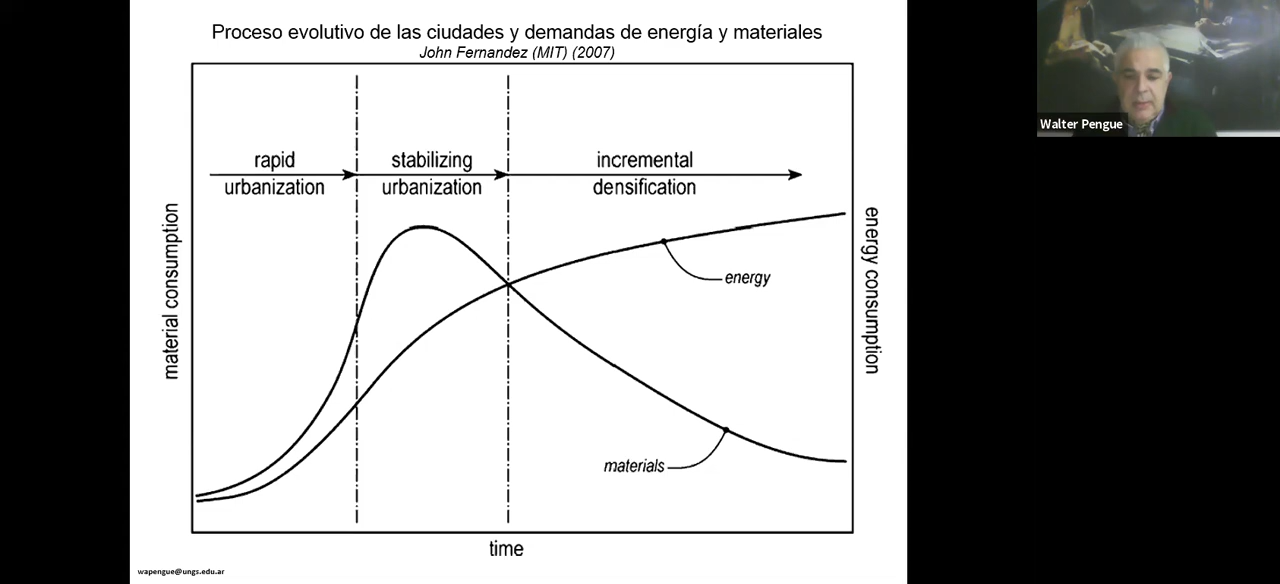 Proceso evolutivo de las ciudades y demandas de energía y materiales
John Fernandez (MIT) (2007)
rapid
urbanization
stabilizing
urbanization
incremental
densification
material consumption
energy consumption
energy
materials
time
wapengue@ungs.edu.ar
Walter Pengue